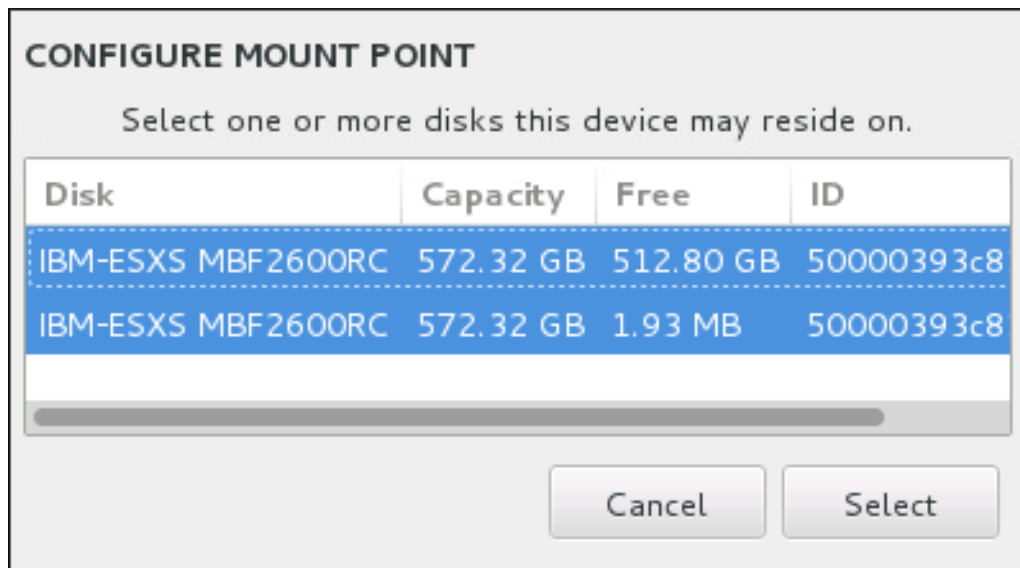 CONFIGURE MOUNT POINT
Select one or more disks this device may reside on.
Disk Capacity Free ID
IBM-ESXS MBF2600RC 572.32 GB 512.80 GB 50000393c8
IBM-ESXS MBF2600RC 572.32 GB 1.93 MB 50000393c8
Cancel Select